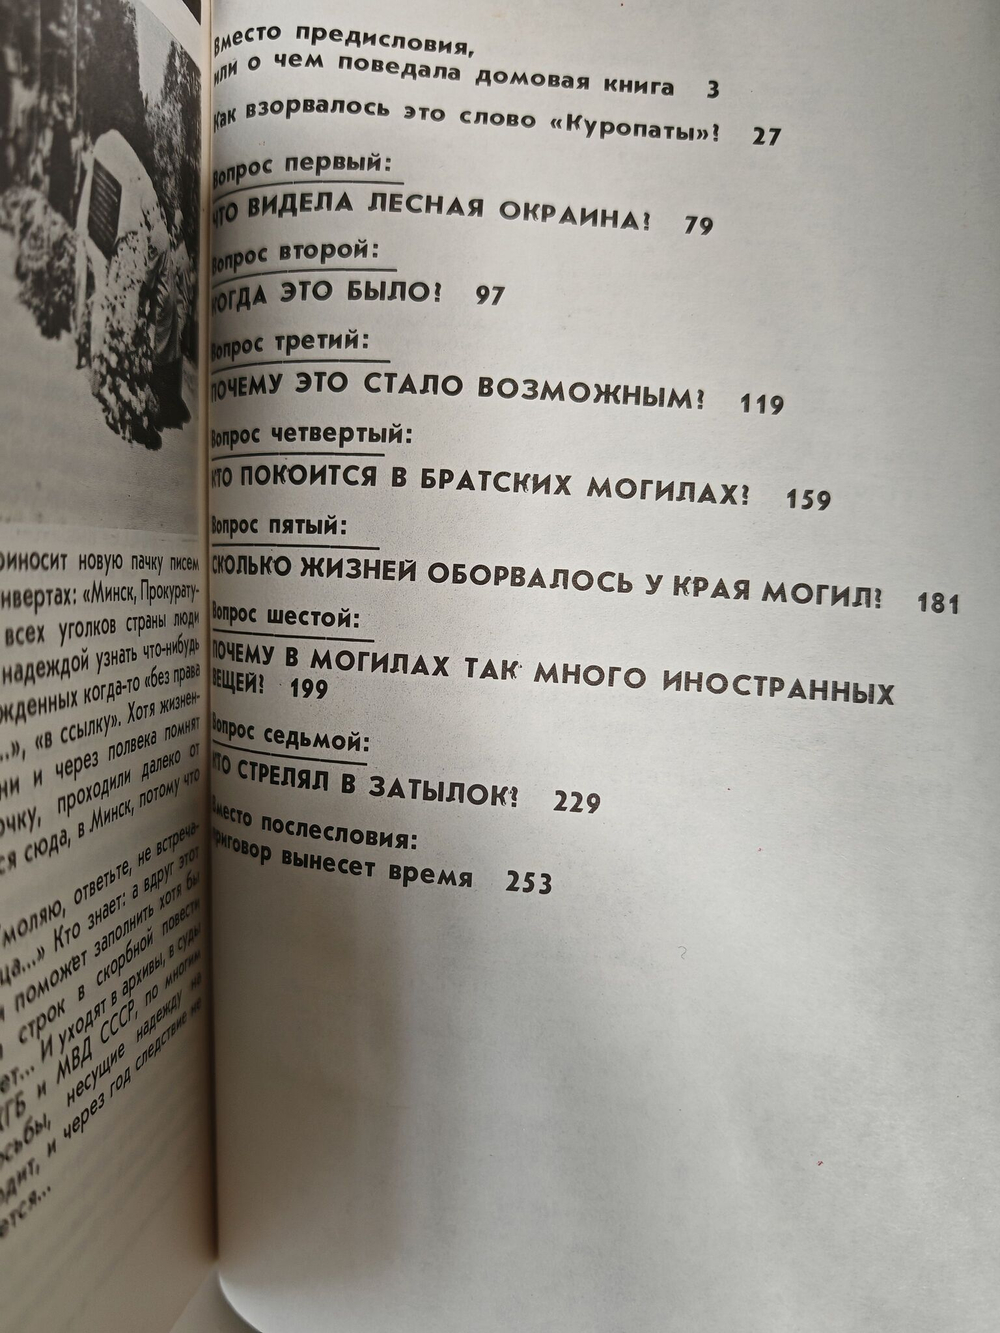 приносит новую пачку писем
«Минск, Прокурату-
всех уголков страны люди
надеждой узнать что-нибудь
когда-то «без права
...», «в ссылку». Хотя жизнен-
и через полвека помнят
проходили далеко от
сюда, в Минск, потому что
моляю, ответьте, не встреча-
Кто знает: а вдруг этот
поможет заполнить хотя бы
строк в скорбной повести
И уходят в архивы, в суды
КГБ и МВД СССР, по многим
несущие надежду на
и через год следствие не
Вместо предисловия,
или о чем поведала домовая книга 3
Как взорвалось это слово «Куропаты»? 27
Вопрос первый:
ЧТО ВИДЕЛА ЛЕСНАЯ ОКРАИНА? 79
Вопрос второй:
КОГДА ЭТО БЫЛО? 97
Вопрос третий:
ПОЧЕМУ ЭТО СТАЛО ВОЗМОЖНЫМ? 119
Вопрос четвертый:
КТО ПОКОИТСЯ В БРАТСКИХ МОГИЛАХ? 159
Вопрос пятый:
СКОЛЬКО ЖИЗНЕЙ ОБОРВАЛОСЬ У КРАЯ МОГИЛ? 181
Вопрос шестой:
ПОЧЕМУ В МОГИЛАХ ТАК МНОГО ИНОСТРАННЫХ
ВЕЩЕЙ? 199
Вопрос седьмой:
КТО СТРЕЛЯЛ В ЗАТЫЛОК? 229
Вместо послесловия:
приговор вынесет время 253